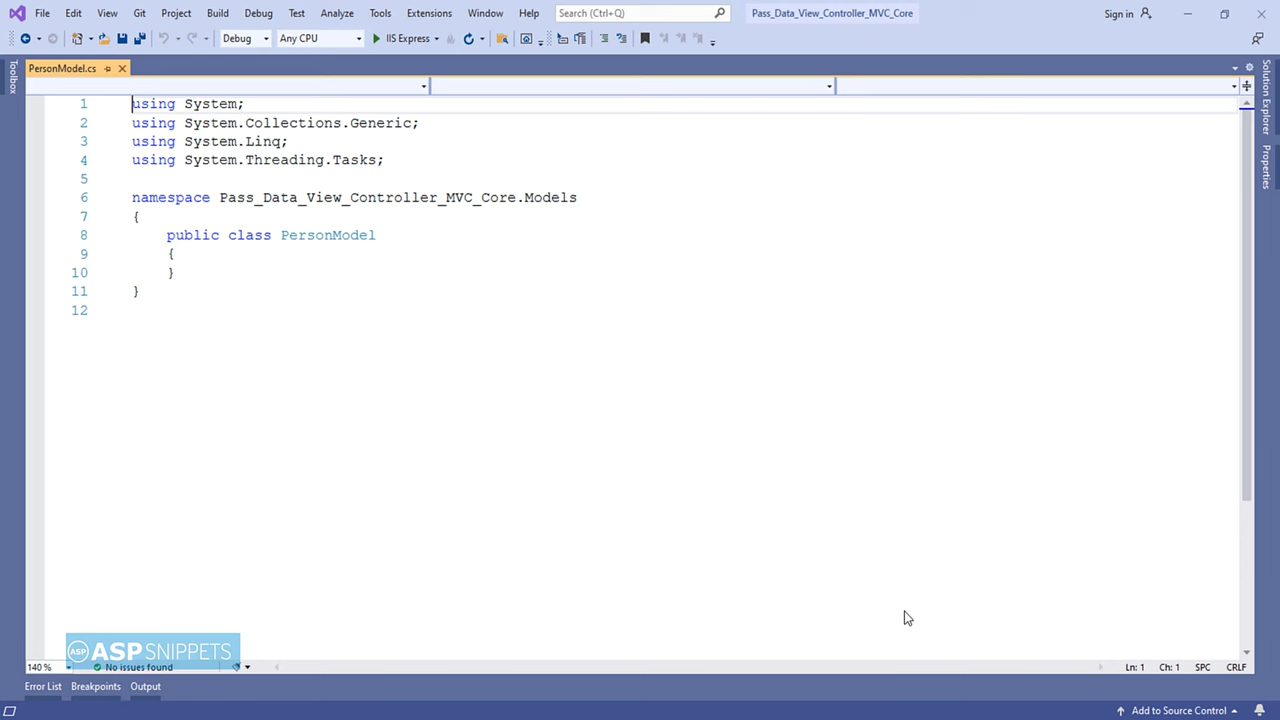 File Edit View Git Project Build Debug Test Analyze Tools Extensions Window Help Search (Ctrl+Q) Pass_Data_View_Controller_MVC_Core Sign in
Debug Any CPU IIS Express
Toolbox
PersonModel.cs
Solution Explorer
Properties
1 using System;
2 using System.Collections.Generic;
3 using System.Linq;
4 using System.Threading.Tasks;
5
6 namespace Pass_Data_View_Controller_MVC_Core.Models
7 {
8 public class PersonModel
9 {
10 }
11 }
12
ASP ASPSNIPPETS
140 % No issues found Ln: 1 Ch: 1 SPC CRLF
Error List Breakpoints Output
Add to Source Control